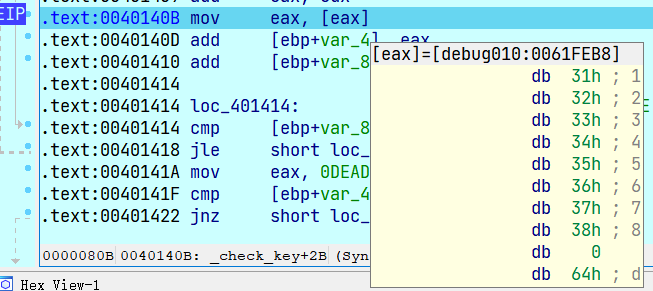 EIP
.text:0040140B mov eax, [eax]
.text:0040140D add [ebp+var_4], eax
.text:00401410 add [ebp+var_8
.text:00401414
.text:00401414 loc_401414:
.text:00401414 cmp [ebp+var_8
.text:00401418 jle short loc_
.text:0040141A mov eax, 0DEAD
.text:0040141F cmp [ebp+var_4
.text:00401422 jnz short loc_
0000080B 0040140B: _check_key+2B (Syn
Hex View-1
[eax]=[debug010:0061FEB8]
db 31h ; 1
db 32h ; 2
db 33h ; 3
db 34h ; 4
db 35h ; 5
db 36h ; 6
db 37h ; 7
db 38h ; 8
db 0
db 64h ; d